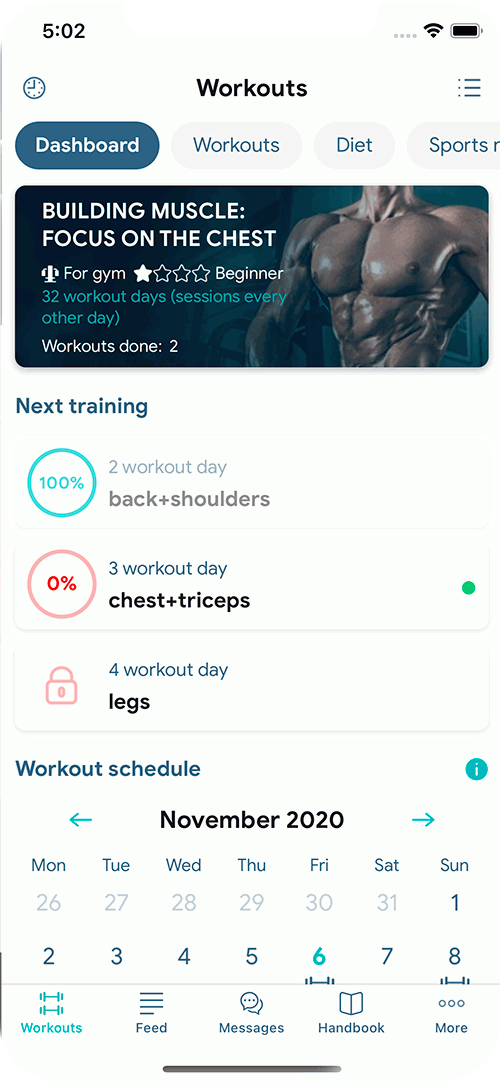 5:02
Workouts
Dashboard Workouts Diet Sports
BUILDING MUSCLE:
FOCUS ON THE CHEST
For gym Beginner
32 workout days (sessions every
other day)
Workouts done: 2
Next training
100%
2 workout day
back+shoulders
0%
3 workout day
chest+triceps
4 workout day
legs
Workout schedule
November 2020
Mon Tue Wed Thu Fri Sat Sun
26 27 28 29 30 31 1
2 3 4 5 6 7 8
Workouts Feed Messages Handbook More